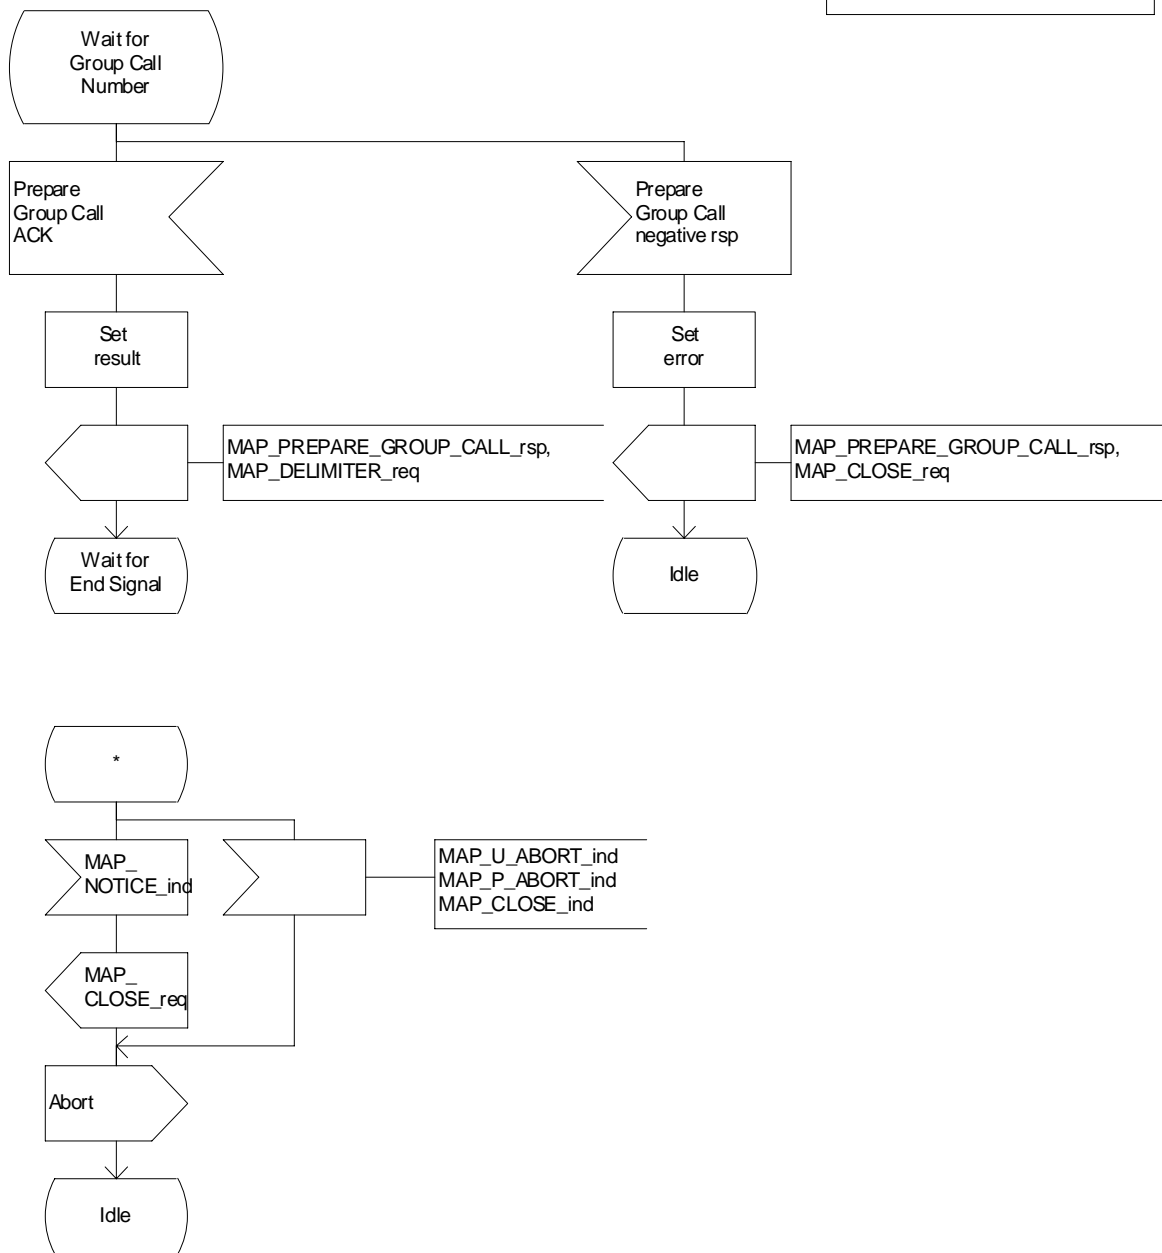 Wait for
Group Call
Number
Prepare
Group Call
ACK
Prepare
Group Call
negative rsp
Set
result
Set
error
MAP_PREPARE_GROUP_CALL_rsp,
MAP_DELIMITER_req
MAP_PREPARE_GROUP_CALL_rsp,
MAP_CLOSE_req
Wait for
End Signal
Idle
*
MAP_
NOTICE_ind
MAP_U_ABORT_ind
MAP_P_ABORT_ind
MAP_CLOSE_ind
MAP_
CLOSE_req
Abort
Idle